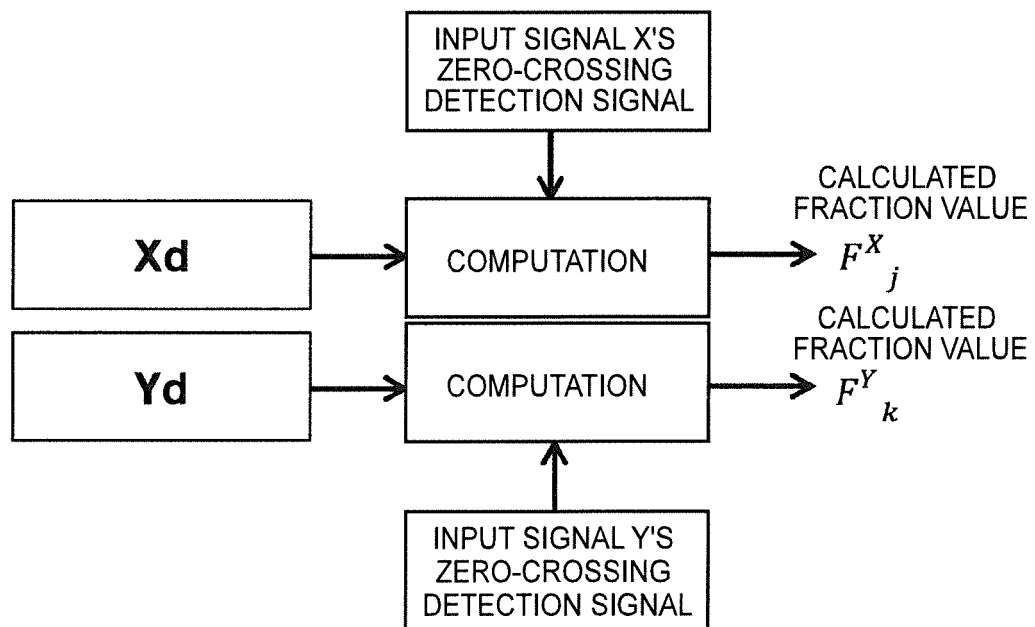 INPUT SIGNAL X'S
ZERO-CROSSING
DETECTION SIGNAL
Xd
COMPUTATION
CALCULATED
FRACTION VALUE
F^X_j
Yd
COMPUTATION
CALCULATED
FRACTION VALUE
F^Y_k
INPUT SIGNAL Y'S
ZERO-CROSSING
DETECTION SIGNAL